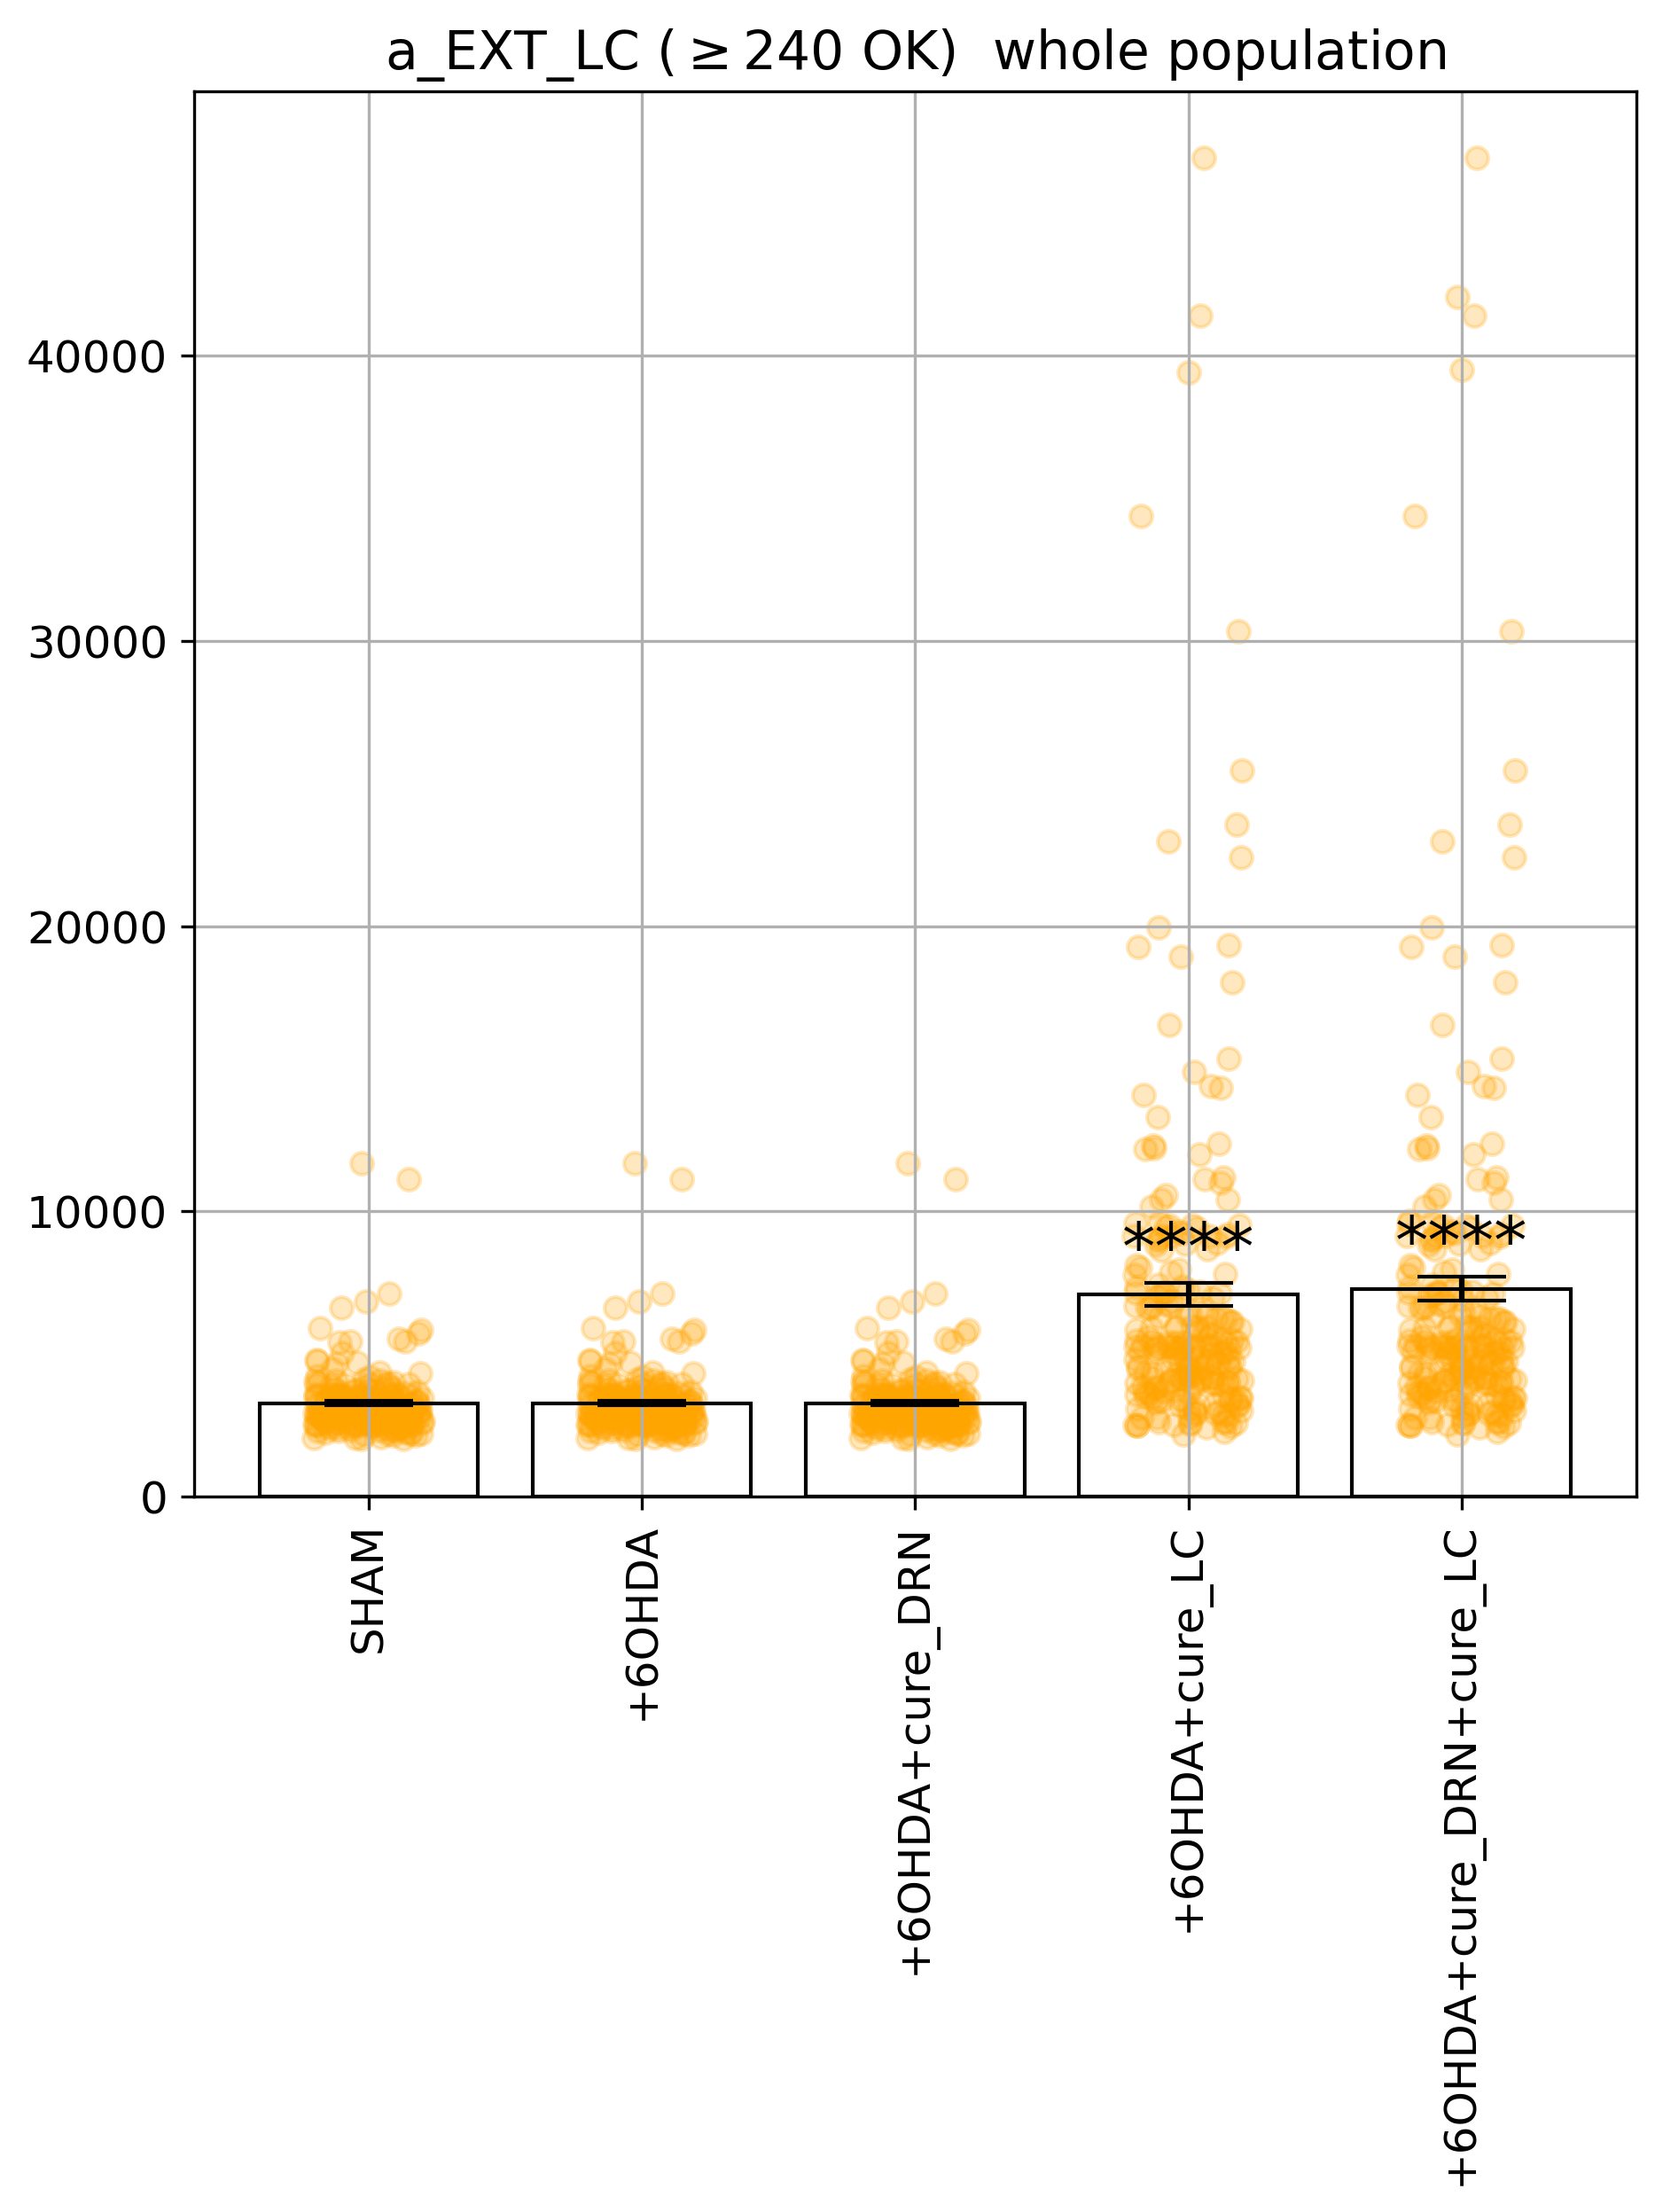 a_EXT_LC (≥240 OK)  whole population
40000
30000
20000
10000
0
****
****
SHAM
+6OHDA
+6OHDA+cure_DRN
+6OHDA+cure_LC
+6OHDA+cure_DRN+cure_LC